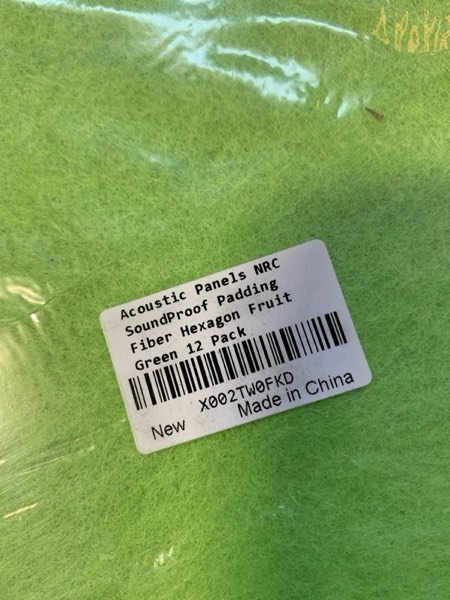 Acoustic Panels NRC
SoundProof Padding
Fiber Hexagon Fruit
Green 12 Pack
X002TW0FKD
New
Made in China